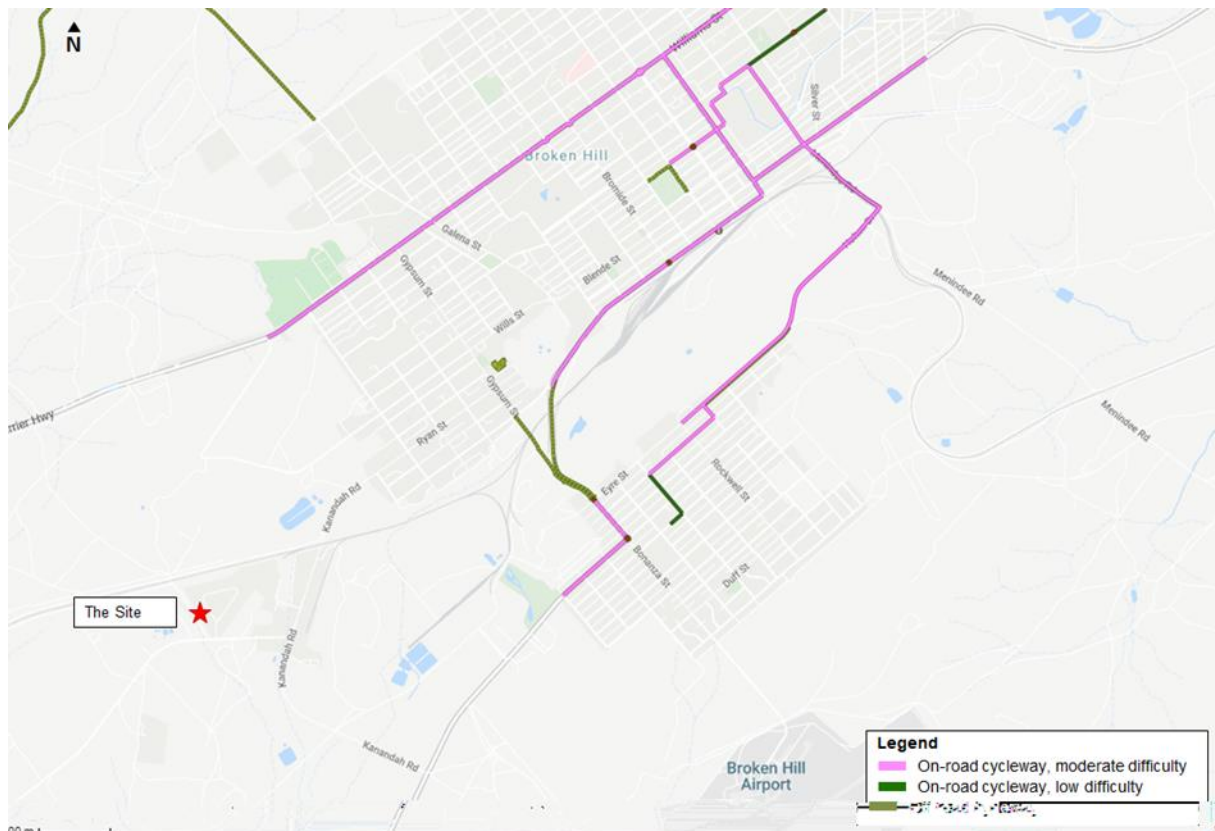 N
Williams St
Silver St
Broken Hill
Bromide St
Galena St
Gypsum St
Blende St
Menindee Rd
Wills St
Gypsum St
Menindee Rd
Ryan St
Rockwell St
Eyre St
Kanandah Rd
Bonanza St
Duff St
The Site
Kanandah Rd
Kanandah Rd
Broken Hill
Airport
Legend
On-road cycleway, moderate difficulty
On-road cycleway, low difficulty